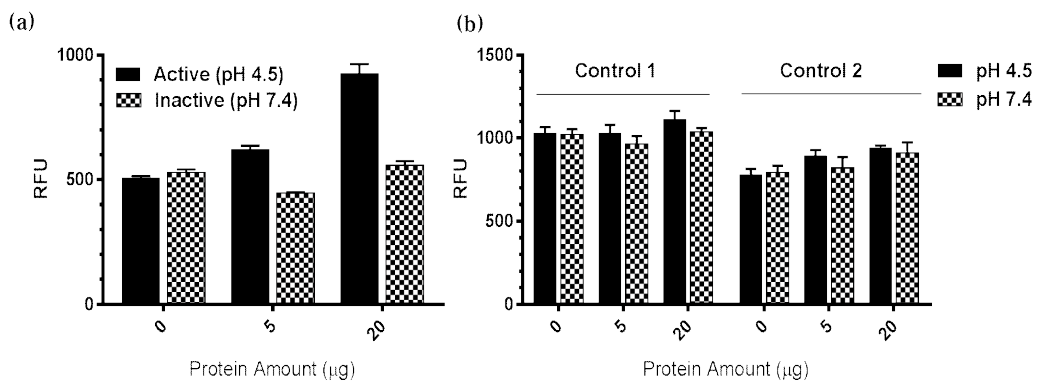 (a)
1000
500
0
RFU
Active (pH 4.5)
Inactive (pH 7.4)
0
5
20
Protein Amount (μg)
(b)
1500
1000
500
0
RFU
Control 1
Control 2
pH 4.5
pH 7.4
0
5
20
0
5
20
Protein Amount (μg)